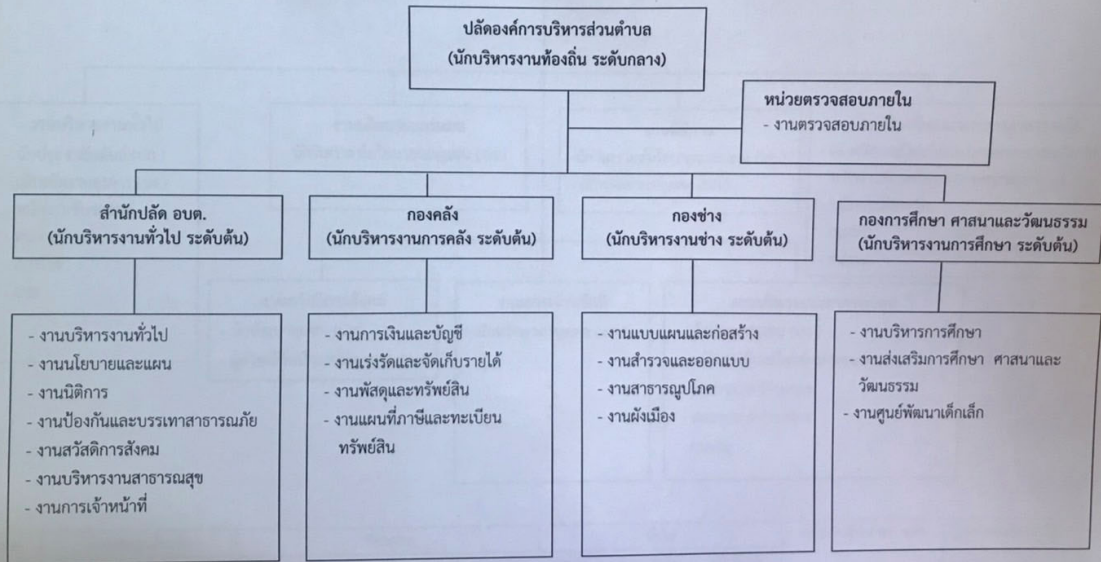 ปลัดองค์การบริหารส่วนตำบล
(นักบริหารงานท้องถิ่น ระดับกลาง)
หน่วยตรวจสอบภายใน
- งานตรวจสอบภายใน
สำนักปลัด อบต.
(นักบริหารงานทั่วไป ระดับต้น)
กองคลัง
(นักบริหารงานการคลัง ระดับต้น)
กองช่าง
(นักบริหารงานช่าง ระดับต้น)
กองการศึกษา ศาสนาและวัฒนธรรม
(นักบริหารงานการศึกษา ระดับต้น)
- งานบริหารงานทั่วไป
- งานนโยบายและแผน
- งานนิติการ
- งานป้องกันและบรรเทาสาธารณภัย
- งานสวัสดิการสังคม
- งานบริหารงานสาธารณสุข
- งานการเจ้าหน้าที่
- งานการเงินและบัญชี
- งานเร่งรัดและจัดเก็บรายได้
- งานพัสดุและทรัพย์สิน
- งานแผนที่ภาษีและทะเบียน
ทรัพย์สิน
- งานแบบแผนและก่อสร้าง
- งานสำรวจและออกแบบ
- งานสาธารณูปโภค
- งานผังเมือง
- งานบริหารการศึกษา
- งานส่งเสริมการศึกษา ศาสนาและ
วัฒนธรรม
- งานศูนย์พัฒนาเด็กเล็ก